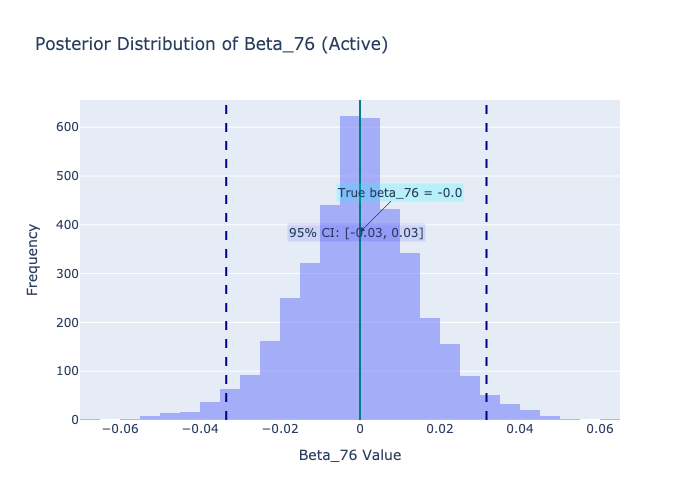 Posterior Distribution of Beta_76 (Active)
Frequency
600
500
400
300
200
100
0
True beta_76 = -0.0
95% CI: [-0.03, 0.03]
−0.06
−0.04
−0.02
0
0.02
0.04
0.06
Beta_76 Value